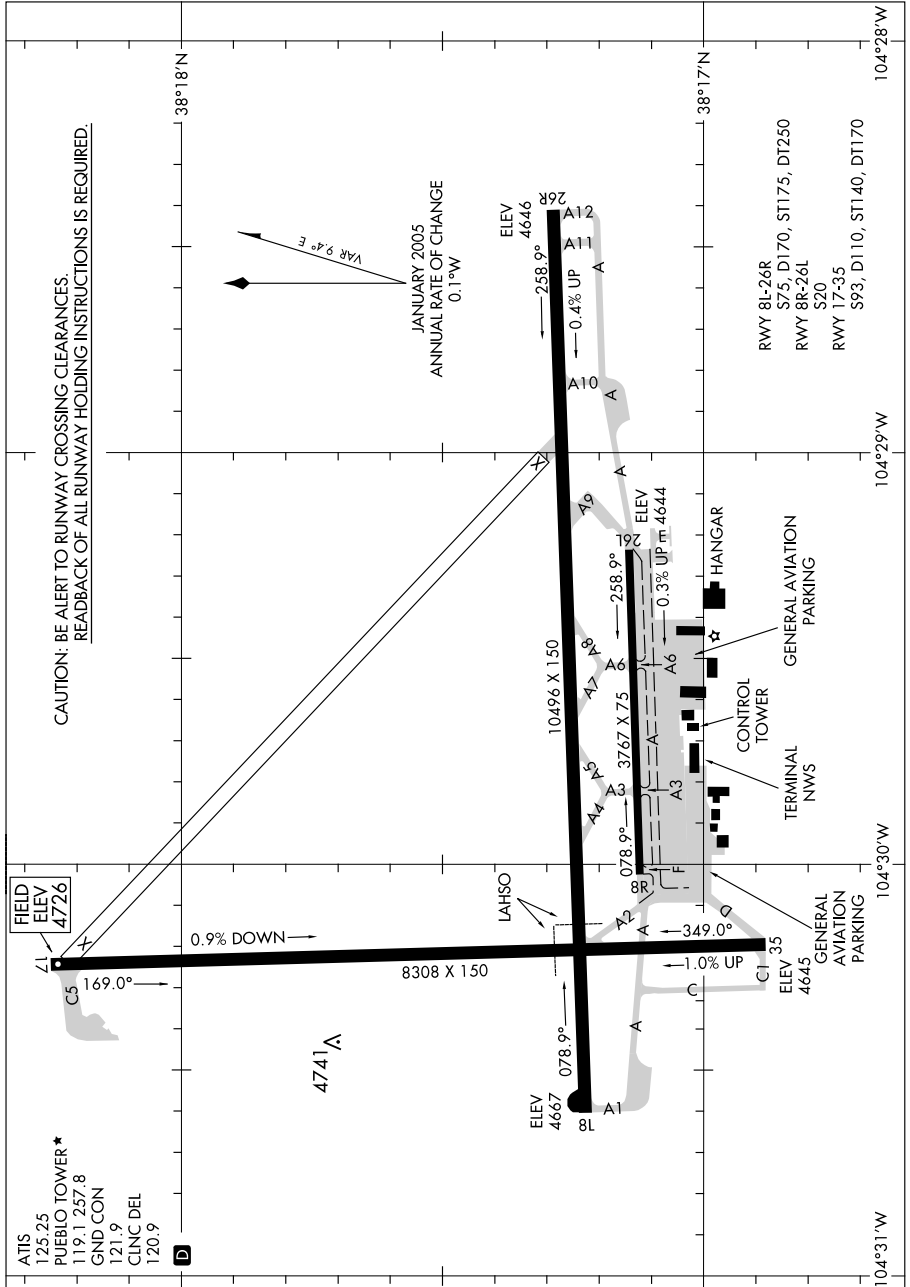 ATIS
125.25
PUEBLO TOWER★
119.1 257.8
GND CON
121.9
CLNC DEL
120.9
D
CAUTION: BE ALERT TO RUNWAY CROSSING CLEARANCES.
READBACK OF ALL RUNWAY HOLDING INSTRUCTIONS IS REQUIRED.
FIELD
ELEV
4726
17
X
C5
169.0°
0.9% DOWN
8308 X 150
4741
38°18'N
VAR 9.4° E
JANUARY 2005
ANNUAL RATE OF CHANGE
0.1°W
LAHSO
078.9°
ELEV
4667
8L
A1
10496 X 150
X
258.9°
0.4% UP
ELEV
4646
26R
A12
A11
A
A10
A
A
A9
A8
A7
A5
A4
A2
A
A
A6
A3
078.9°
8R
3767 X 75
258.9°
26L
ELEV
4644
0.3% UP
E
F
A3
A
A6
349.0°
1.0% UP
C
C1
35
ELEV
4645
D
GENERAL
AVIATION
PARKING
TERMINAL
NWS
CONTROL
TOWER
GENERAL AVIATION
PARKING
HANGAR
38°17'N
RWY 8L-26R
S75, D170, ST175, DT250
RWY 8R-26L
S20
RWY 17-35
S93, D110, ST140, DT170
104°31'W
104°30'W
104°29'W
104°28'W